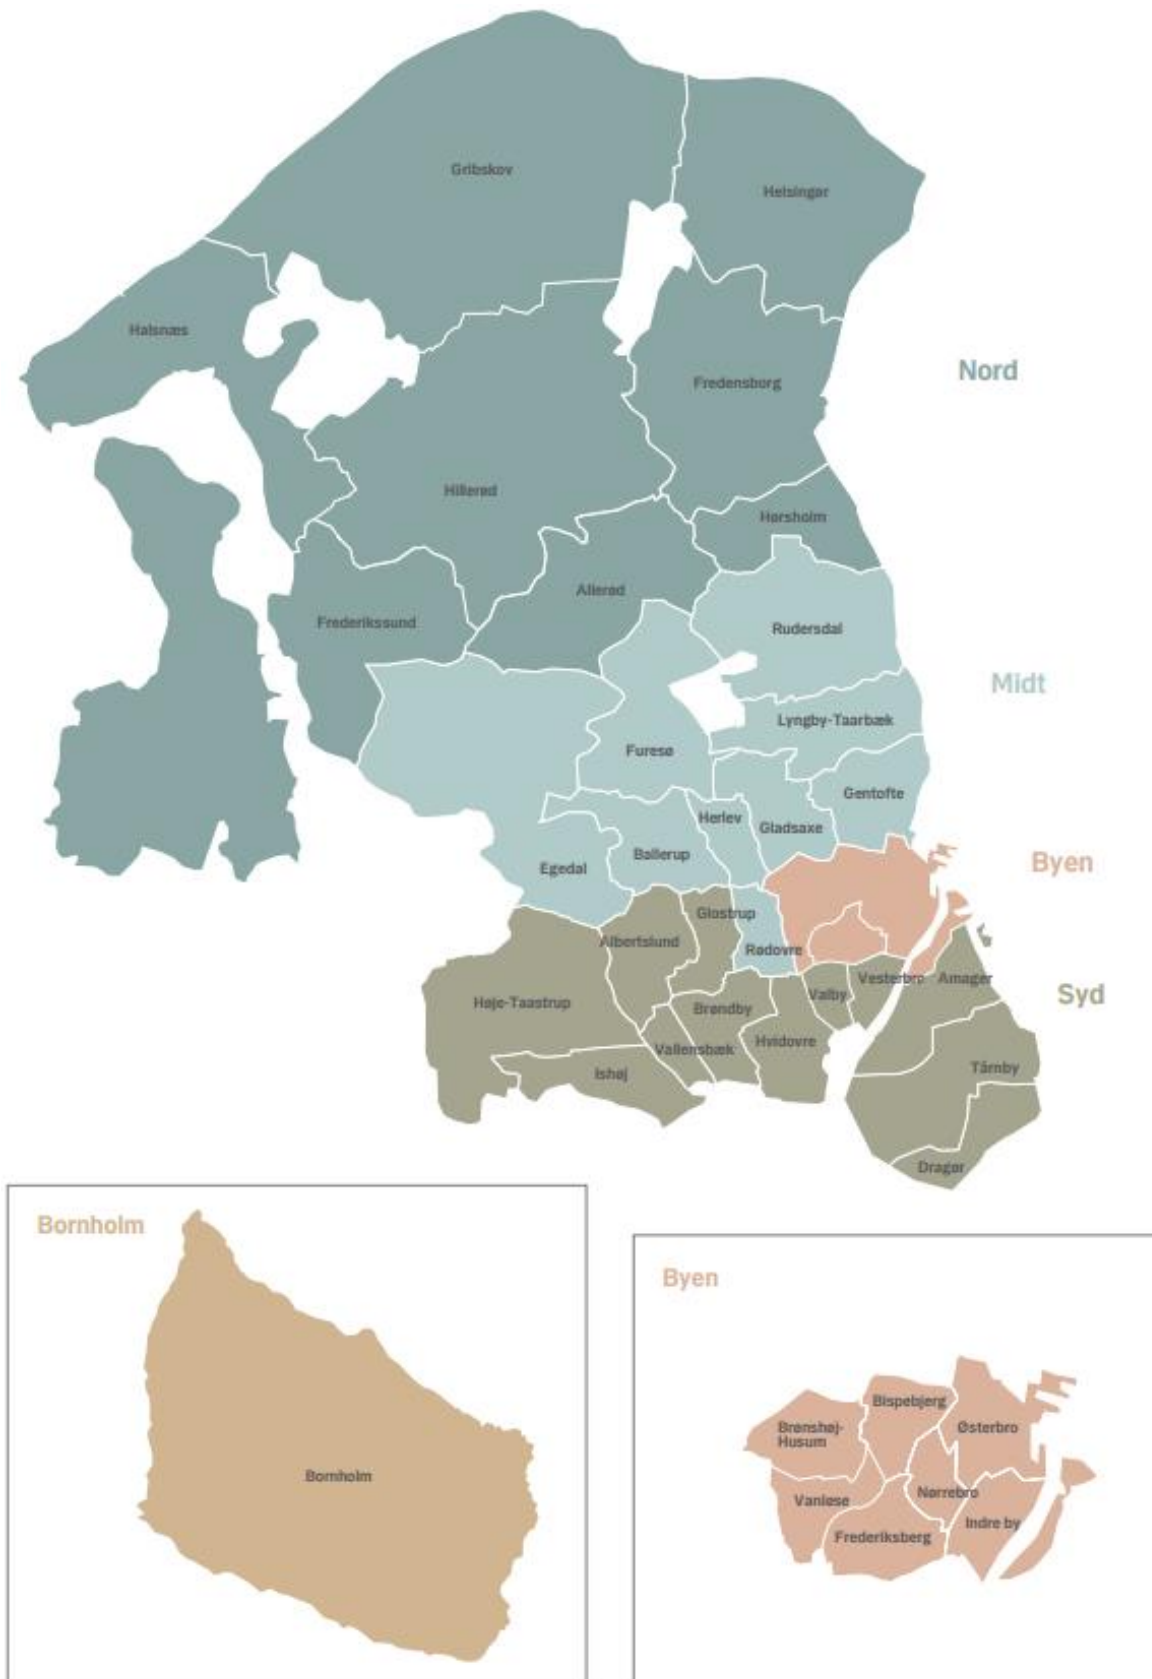 Gribskov
Helsingør
Halsnæs
Nord
Fredensborg
Hillerød
Hørsholm
Allerød
Frederikssund
Rudersdal
Midt
Lyngby-Taarbæk
Furesø
Gentofte
Herlev
Gladsaxe
Ballerup
Byen
Egedal
Glostrup
Albertslund
Rødovre
Vesterbro
Amager
Syd
Valby
Høje-Taastrup
Brøndby
Hvidovre
Vallensbæk
Ishøj
Tårnby
Dragør
Bornholm
Bornholm
Byen
Bispebjerg
Brønshøj-
Husum
Østerbro
Vanløse
Nørrebro
Indre by
Frederiksberg